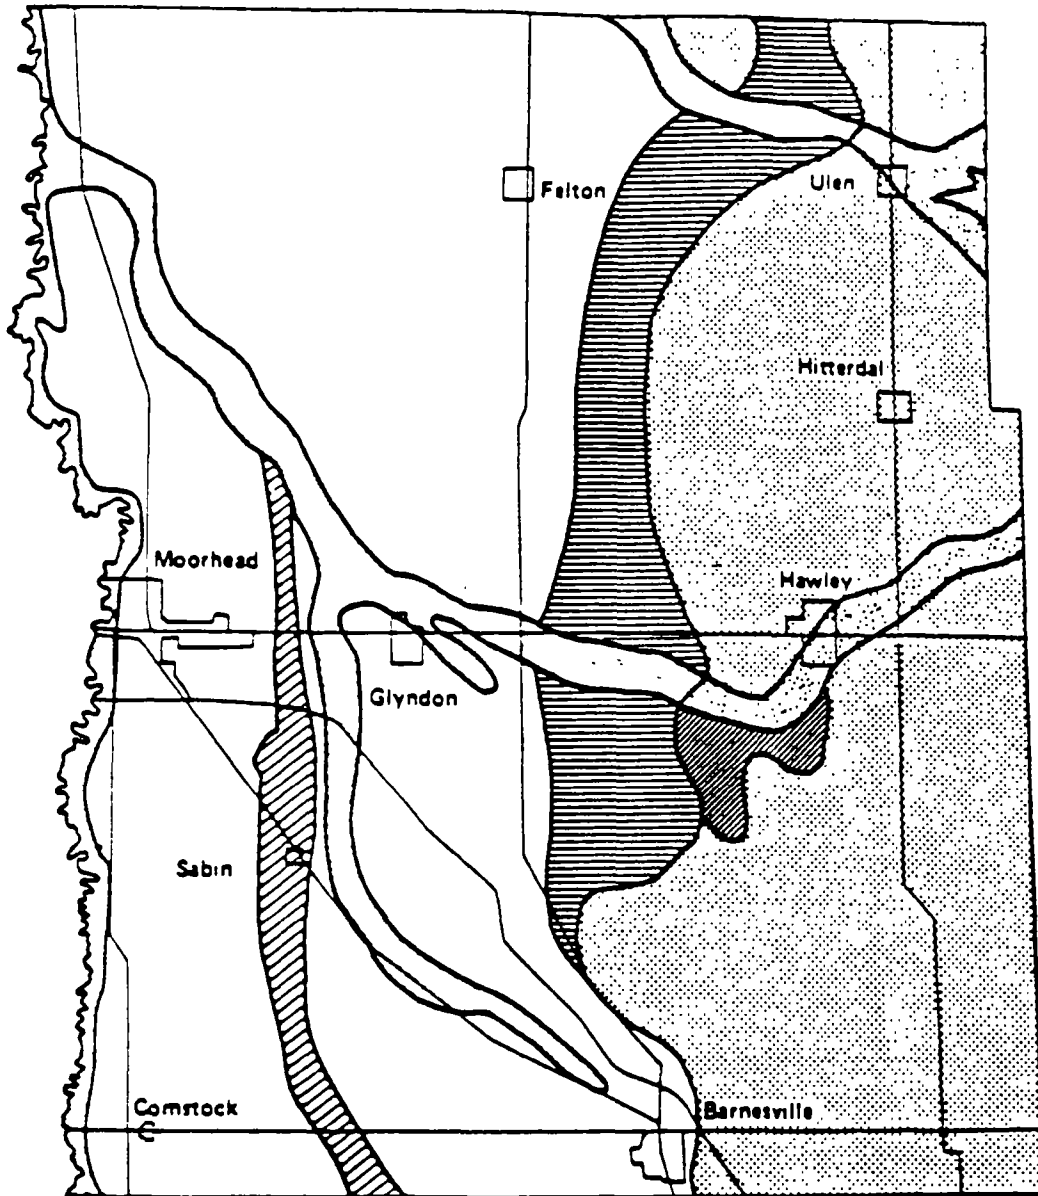 Felton
Ulen
Hitterdal
Moorhead
Hawley
Glyndon
Sabin
Comstock
Barnesville